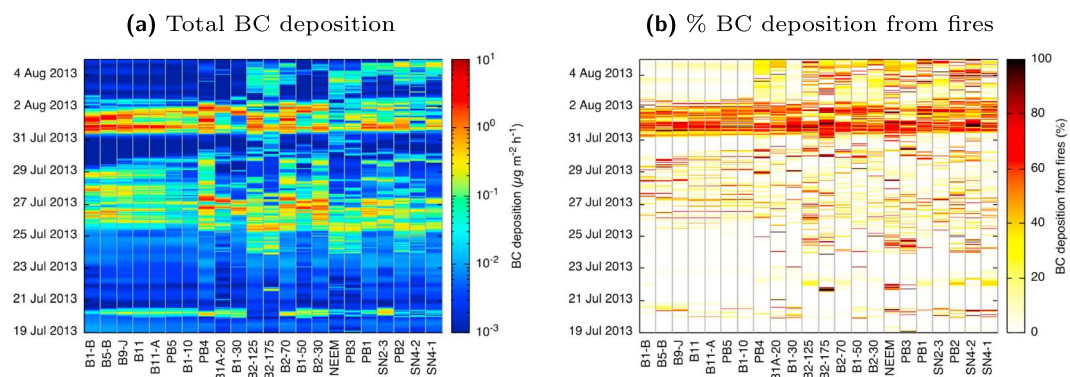 (a) Total BC deposition
(b) % BC deposition from fires
4 Aug 2013
2 Aug 2013
31 Jul 2013
29 Jul 2013
27 Jul 2013
25 Jul 2013
23 Jul 2013
21 Jul 2013
19 Jul 2013
B1-B
B5-B
B9-J
B11
B11-A
PB5
B1-10
PB4
B1A-20
B1-30
B2-125
B2-175
B2-70
B1-50
B2-30
NEEM
PB3
PB1
SN2-3
PB2
SN4-2
SN4-1
10¹
10⁰
10⁻¹
10⁻²
10⁻³
BC deposition (μg m⁻² h⁻¹)
4 Aug 2013
2 Aug 2013
31 Jul 2013
29 Jul 2013
27 Jul 2013
25 Jul 2013
23 Jul 2013
21 Jul 2013
19 Jul 2013
B1-B
B5-B
B9-J
B11
B11-A
PB5
B1-10
PB4
B1A-20
B1-30
B2-125
B2-175
B2-70
B1-50
B2-30
NEEM
PB3
PB1
SN2-3
PB2
SN4-2
SN4-1
100
80
60
40
20
0
BC deposition from fires (%)